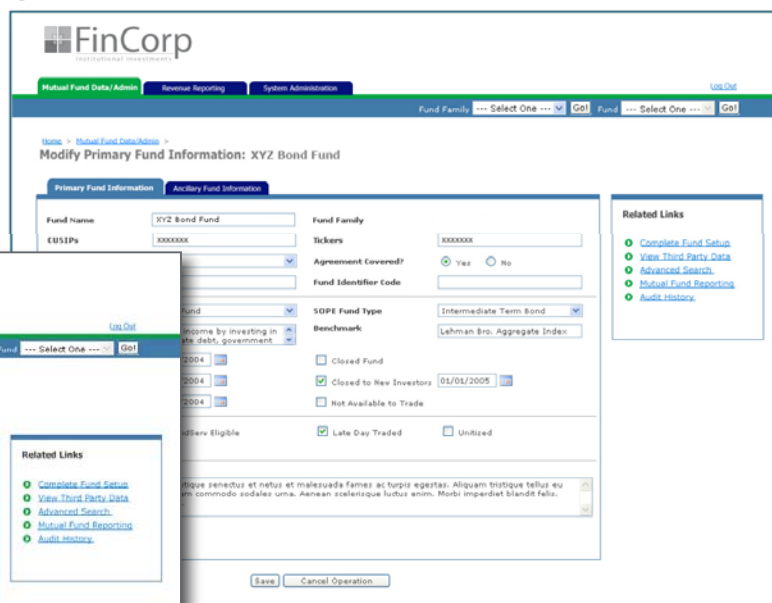 FinCorp
Institutional Investments
Mutual Fund Data/Admin Revenue Reporting System Administration Log Out
Fund Family --- Select One --- Go! Fund --- Select One --- Go!
Home > Mutual Fund Data/Admin >
Modify Primary Fund Information: XYZ Bond Fund
Primary Fund Information Ancillary Fund Information
Fund Name XYZ Bond Fund Fund Family
CUSIPs XXXXXXX Tickers XXXXXXX
Agreement Covered? Yes No
Fund Identifier Code
Fund SOPE Fund Type Intermediate Term Bond
income by investing in Benchmark Lehman Bro. Aggregate Index
ate debt, government
/2004 Closed Fund
/2004 Closed to New Investors 01/01/2005
/2004 Not Available to Trade
ndServ Eligible Late Day Traded Unitized
tique senectus et netus et malesuada fames ac turpis egestas. Aliquam tristique tellus eu
am commodo sodales urna. Aenean scelerisque luctus enim. Morbi imperdiet blandit felis.
Save Cancel Operation
Related Links
Complete Fund Setup
View Third Party Data
Advanced Search
Mutual Fund Reporting
Audit History
Log Out
Fund --- Select One --- Go!
Related Links
Complete Fund Setup
View Third Party Data
Advanced Search
Mutual Fund Reporting
Audit History